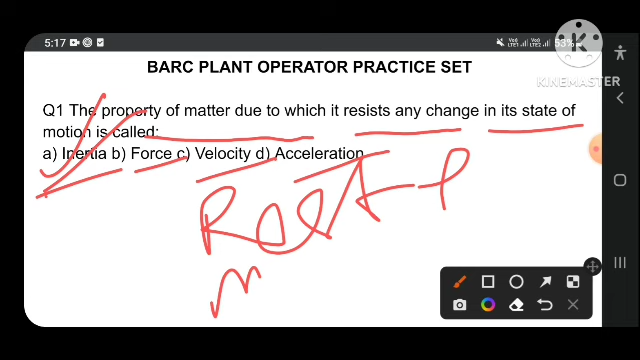 5:17 53%
KINEMASTER
BARC PLANT OPERATOR PRACTICE SET
Q1 The property of matter due to which it resists any change in its state of
motion is called:
a) Inertia b) Force c) Velocity d) Acceleration